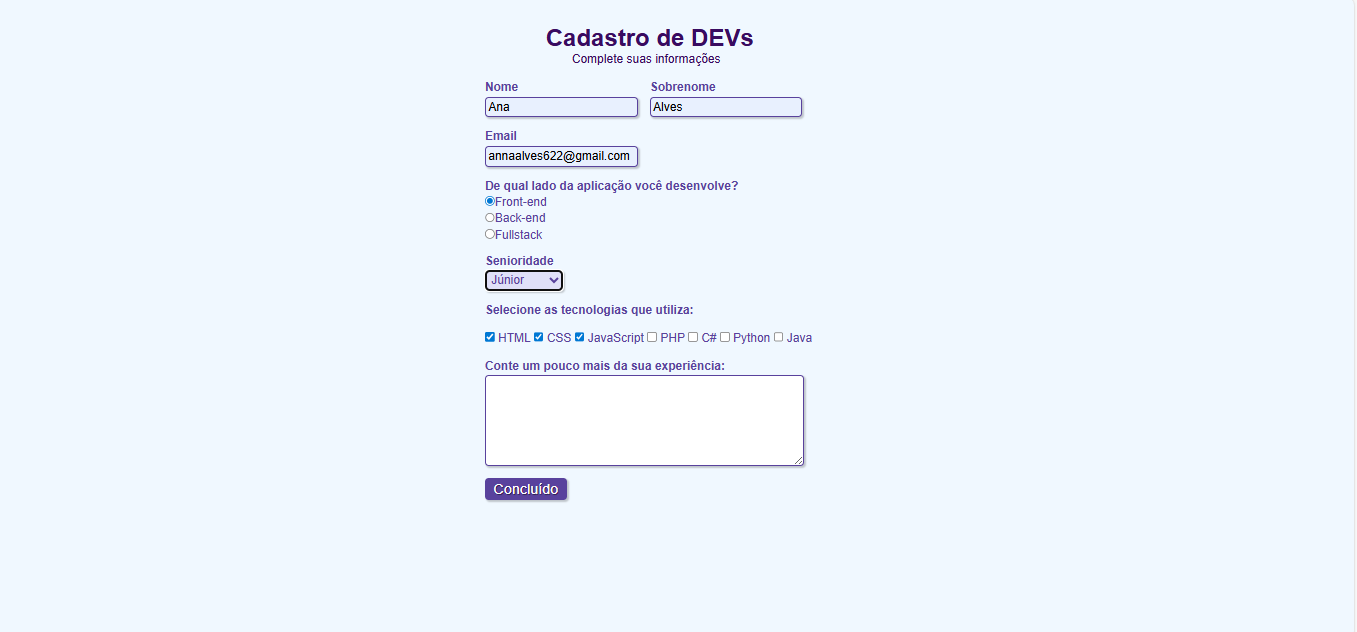 Cadastro de DEVs
Complete suas informações
Nome Sobrenome
Ana Alves
Email
annaalves622@gmail.com
De qual lado da aplicação você desenvolve?
Front-end
Back-end
Fullstack
Senioridade
Júnior
Selecione as tecnologias que utiliza:
HTML CSS JavaScript PHP C# Python Java
Conte um pouco mais da sua experiência:
Concluído